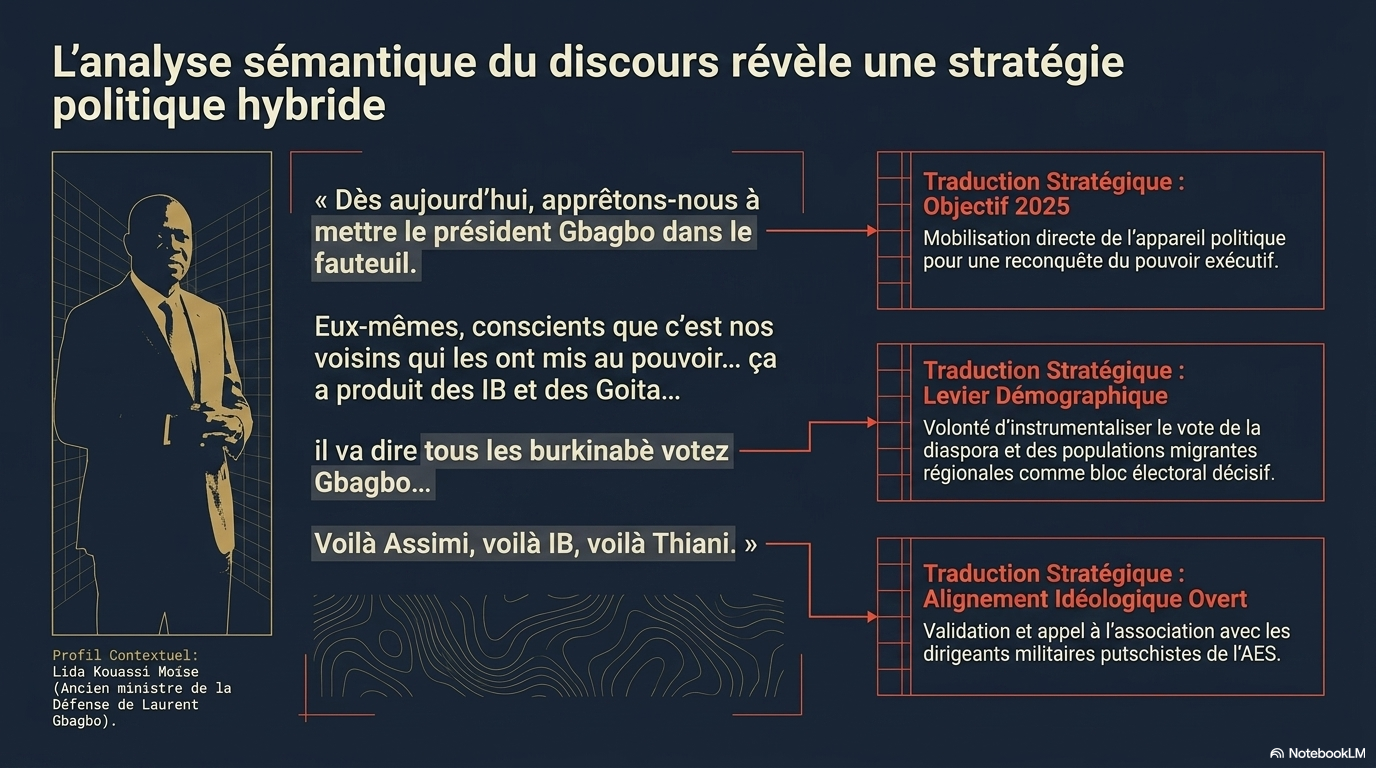 L'analyse sémantique du discours révèle une stratégie
politique hybride
« Dès aujourd'hui, apprêtons-nous à
mettre le président Gbagbo dans le
fauteuil.
Eux-mêmes, conscients que c'est nos
voisins qui les ont mis au pouvoir... ça
a produit des IB et des Goita...
il va dire tous les burkinabè votez
Gbagbo...
Voilà Assimi, voilà IB, voilà Thiani. »
Traduction Stratégique :
Objectif 2025
Mobilisation directe de l'appareil politique
pour une reconquête du pouvoir exécutif.
Traduction Stratégique :
Levier Démographique
Volonté d'instrumentaliser le vote de la
diaspora et des populations migrantes
régionales comme bloc électoral décisif.
Traduction Stratégique :
Alignement Idéologique Overt
Validation et appel à l'association avec les
dirigeants militaires putschistes de l'AES.
Profil Contextuel:
Lida Kouassi Moïse
(Ancien ministre de la
Défense de Laurent
Gbagbo).
NotebookLM